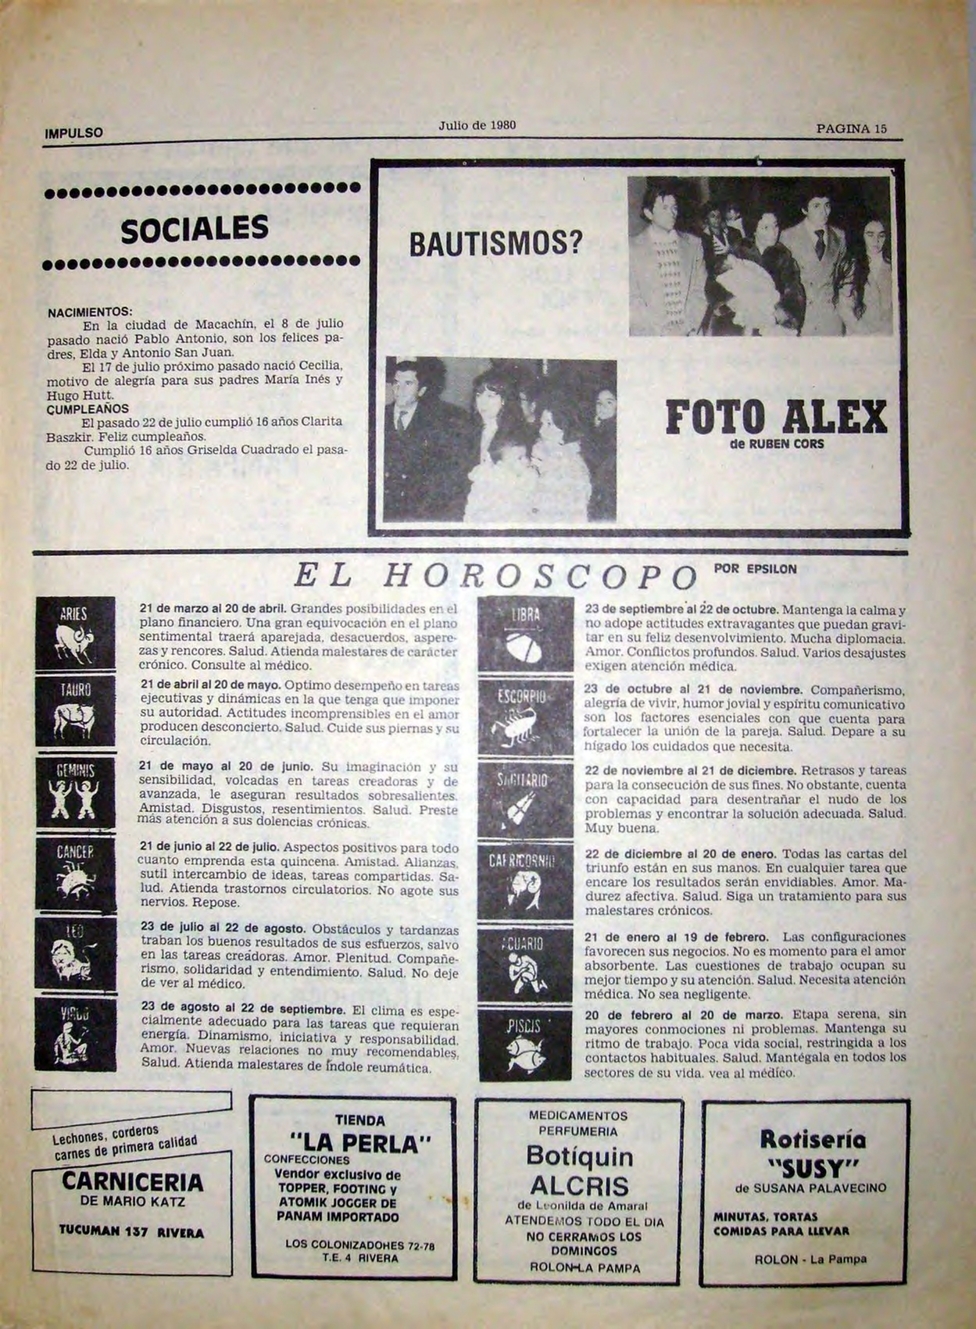 IMPULSO
Julio de 1980
PAGINA 15
SOCIALES
NACIMIENTOS:
En la ciudad de Macachín, el 8 de julio
pasado nació Pablo Antonio, son los felices pa-
dres, Elda y Antonio San Juan.
El 17 de julio próximo pasado nació Cecilia,
motivo de alegría para sus padres María Inés y
Hugo Hutt.
CUMPLEAÑOS
El pasado 22 de julio cumplió 16 años Clarita
Baszkir. Feliz cumpleaños.
Cumplió 16 años Griselda Cuadrado el pasa-
do 22 de julio.
BAUTISMOS?
FOTO ALEX
de RUBEN CORS
EL HOROSCOPO
POR EPSILON
ARIES
21 de marzo al 20 de abril. Grandes posibilidades en el
plano financiero. Una gran equivocación en el plano
sentimental traerá aparejada, desacuerdos, aspere-
zas y rencores. Salud. Atienda malestares de carácter
crónico. Consulte al médico.
TAURO
21 de abril al 20 de mayo. Optimo desempeño en tareas
ejecutivas y dinámicas en la que tenga que imponer
su autoridad. Actitudes incomprensibles en el amor
producen desconcierto. Salud. Cuide sus piernas y su
circulación.
GEMINIS
21 de mayo al 20 de junio. Su imaginación y su
sensibilidad, volcadas en tareas creadoras y de
avanzada, le aseguran resultados sobresalientes.
Amistad. Disgustos, resentimientos. Salud. Preste
más atención a sus dolencias crónicas.
CANCER
21 de junio al 22 de julio. Aspectos positivos para todo
cuanto emprenda esta quincena. Amistad. Alianzas,
sutil intercambio de ideas, tareas compartidas. Sa-
lud. Atienda trastornos circulatorios. No agote sus
nervios. Repose.
LEO
23 de julio al 22 de agosto. Obstáculos y tardanzas
traban los buenos resultados de sus esfuerzos, salvo
en las tareas creadoras. Amor. Plenitud. Compañe-
rismo, solidaridad y entendimiento. Salud. No deje
de ver al médico.
VIRGO
23 de agosto al 22 de septiembre. El clima es espe-
cialmente adecuado para las tareas que requieran
energía. Dinamismo, iniciativa y responsabilidad.
Amor. Nuevas relaciones no muy recomendables.
Salud. Atienda malestares de índole reumática.
LIBRA
23 de septiembre al 22 de octubre. Mantenga la calma y
no adope actitudes extravagantes que puedan gravi-
tar en su feliz desenvolvimiento. Mucha diplomacia.
Amor. Conflictos profundos. Salud. Varios desajustes
exigen atención médica.
ESCORPIO
23 de octubre al 21 de noviembre. Compañerismo,
alegría de vivir, humor jovial y espíritu comunicativo
son los factores esenciales con que cuenta para
fortalecer la unión de la pareja. Salud. Depare a su
hígado los cuidados que necesita.
SAGITARIO
22 de noviembre al 21 de diciembre. Retrasos y tareas
para la consecución de sus fines. No obstante, cuenta
con capacidad para desentrañar el nudo de los
problemas y encontrar la solución adecuada. Salud.
Muy buena.
CAPRICORNIO
22 de diciembre al 20 de enero. Todas las cartas del
triunfo están en sus manos. En cualquier tarea que
encare los resultados serán envidiables. Amor. Ma-
durez afectiva. Salud. Siga un tratamiento para sus
malestares crónicos.
ACUARIO
21 de enero al 19 de febrero. Las configuraciones
favorecen sus negocios. No es momento para el amor
absorbente. Las cuestiones de trabajo ocupan su
mejor tiempo y su atención. Salud. Necesita atención
médica. No sea negligente.
PISCIS
20 de febrero al 20 de marzo. Etapa serena, sin
mayores conmociones ni problemas. Mantenga su
ritmo de trabajo. Poca vida social, restringida a los
contactos habituales. Salud. Mantégala en todos los
sectores de su vida. vea al médico.
Lechones, corderos
carnes de primera calidad
CARNICERIA
DE MARIO KATZ
TUCUMAN 137 RIVERA
TIENDA
"LA PERLA"
CONFECCIONES
Vendor exclusivo de
TOPPER, FOOTING y
ATOMIK JOGGER DE
PANAM IMPORTADO
LOS COLONIZADORES 72-78
T.E. 4 RIVERA
MEDICAMENTOS
PERFUMERIA
Botíquin
ALCRIS
de Leonilda de Amaral
ATENDEMOS TODO EL DIA
NO CERRAMOS LOS
DOMINGOS
ROLON-LA PAMPA
Rotisería
"SUSY"
de SUSANA PALAVECINO
MINUTAS, TORTAS
COMIDAS PARA LLEVAR
ROLON - La Pampa